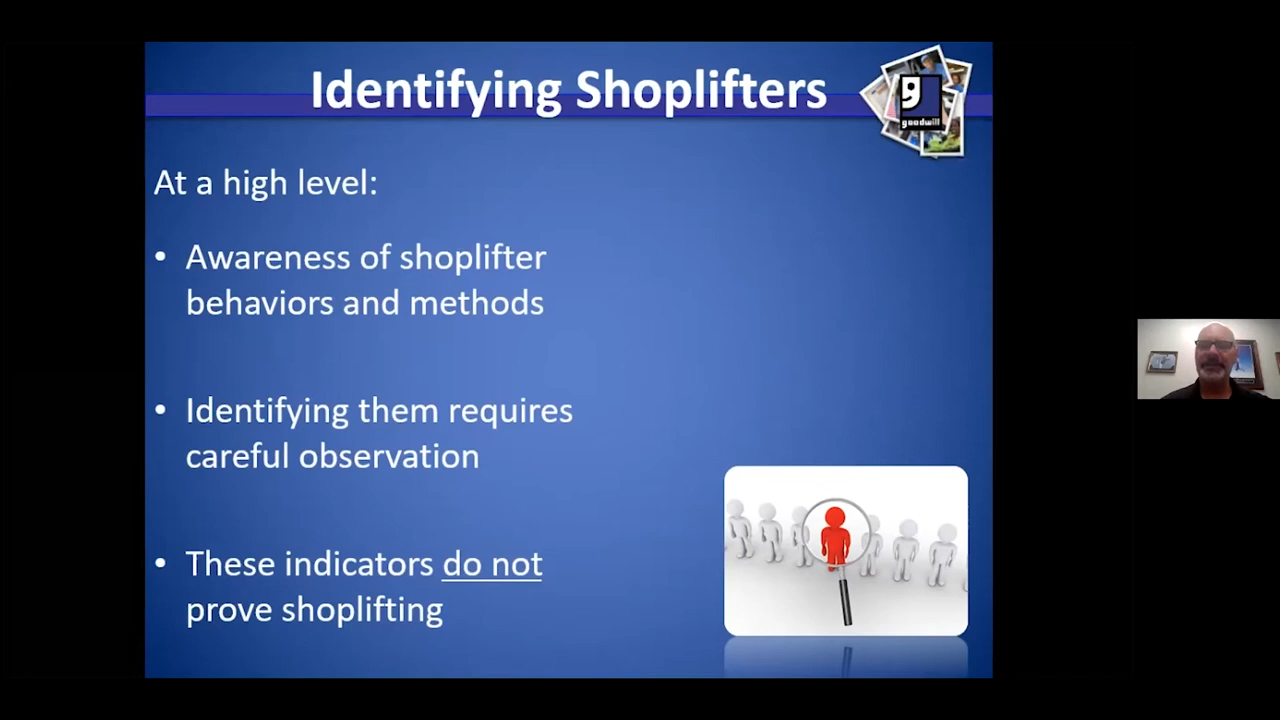 Identifying Shoplifters
g
goodwill
At a high level:
• Awareness of shoplifter
behaviors and methods
• Identifying them requires
careful observation
• These indicators do not
prove shoplifting